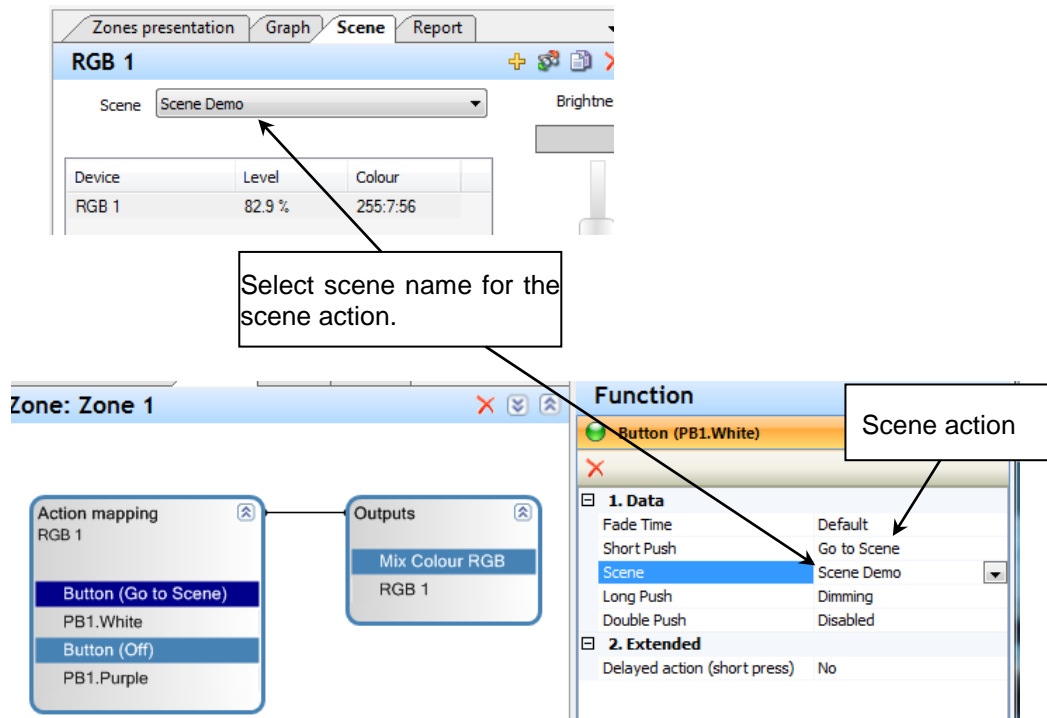 Zones presentation Graph Scene Report
RGB 1
Scene Scene Demo Brightne
Device Level Colour
RGB 1 82.9 % 255:7:56
Select scene name for the
scene action.
Zone: Zone 1
Action mapping
RGB 1
Button (Go to Scene)
PB1.White
Button (Off)
PB1.Purple
Outputs
Mix Colour RGB
RGB 1
Function
Button (PB1.White)
Scene action
1. Data
Fade Time Default
Short Push Go to Scene
Scene Scene Demo
Long Push Dimming
Double Push Disabled
2. Extended
Delayed action (short press) No